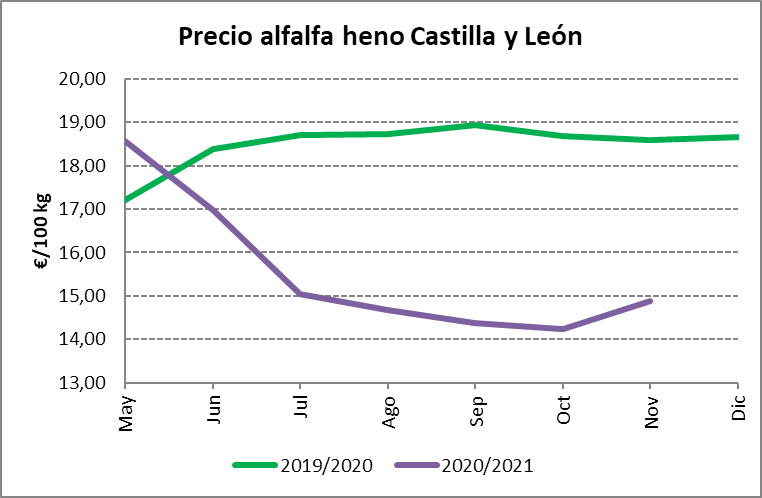 Precio alfalfa heno Castilla y León
20,00
19,00
18,00
17,00
16,00
15,00
14,00
13,00
€/100 kg
May
Jun
Jul
Ago
Sep
Oct
Nov
Dic
2019/2020
2020/2021